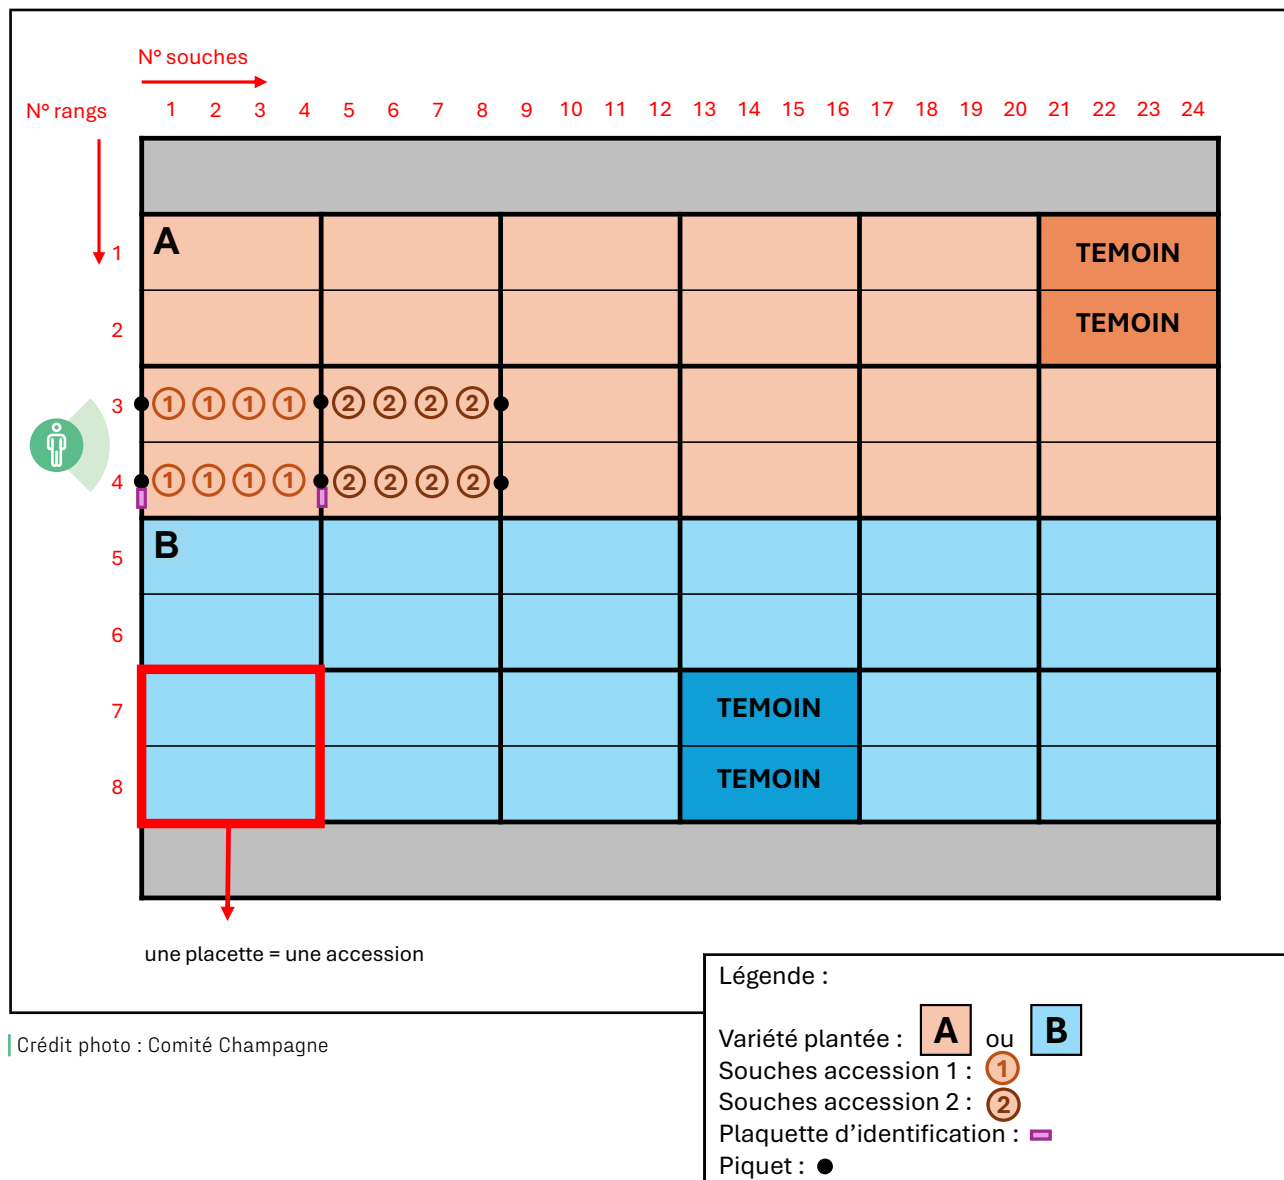 N° souches
N° rangs
1 2 3 4 5 6 7 8 9 10 11 12 13 14 15 16 17 18 19 20 21 22 23 24
1
A
TEMOIN
2
TEMOIN
3
1 1 1 1 2 2 2 2
4
1 1 1 1 2 2 2 2
5
B
6
7
TEMOIN
8
TEMOIN
une placette = une accession
Légende :
Variété plantée : A ou B
Souches accession 1 : 1
Souches accession 2 : 2
Plaquette d'identification :
Piquet :
Crédit photo : Comité Champagne